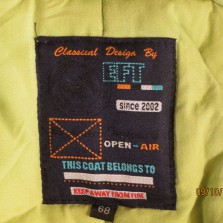 Classical Design By
EFT
since 2002
OPEN-AIR
THIS COAT BELONGS TO
KEEP AWAY FROM FIRE
68